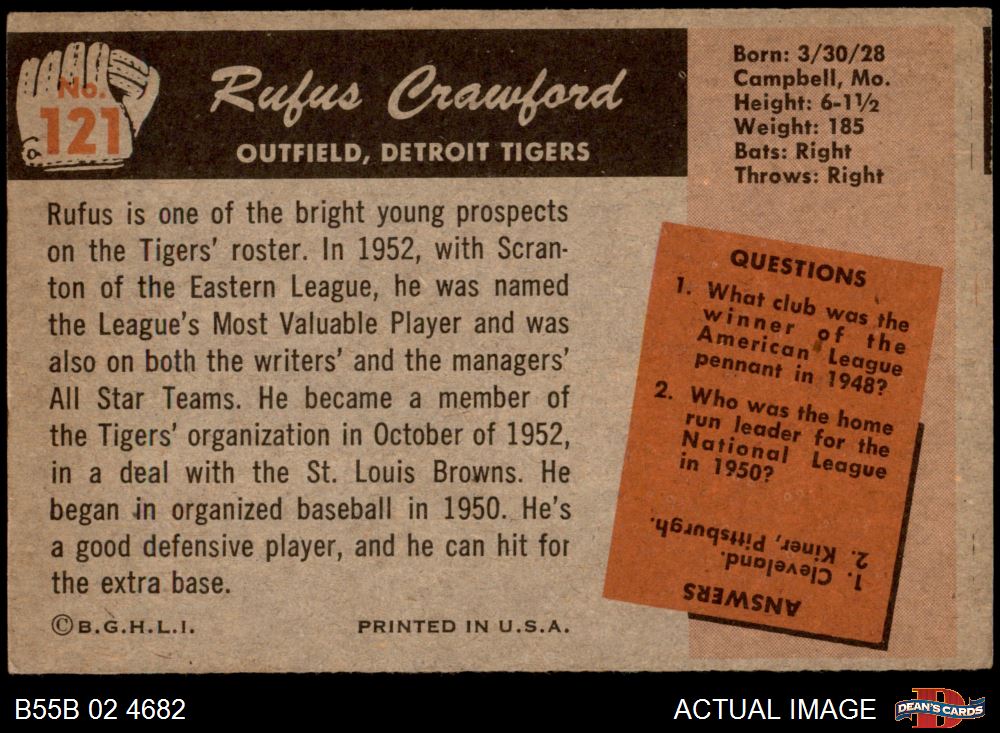 No.
121
Rufus Crawford
OUTFIELD, DETROIT TIGERS
Born: 3/30/28
Campbell, Mo.
Height: 6-1½
Weight: 185
Bats: Right
Throws: Right
Rufus is one of the bright young prospects
on the Tigers' roster. In 1952, with Scran-
ton of the Eastern League, he was named
the League's Most Valuable Player and was
also on both the writers' and the managers'
All Star Teams. He became a member of
the Tigers' organization in October of 1952,
in a deal with the St. Louis Browns. He
began in organized baseball in 1950. He's
a good defensive player, and he can hit for
the extra base.
©B.G.H.L.I.
PRINTED IN U.S.A.
QUESTIONS
1. What club was the
winner of the
American League
pennant in 1948?
2. Who was the home
run leader for the
National League
in 1950?
ANSWERS
1. Cleveland.
2. Kiner, Pittsburgh.
B55B 02 4682
ACTUAL IMAGE
D
DEAN'S CARDS